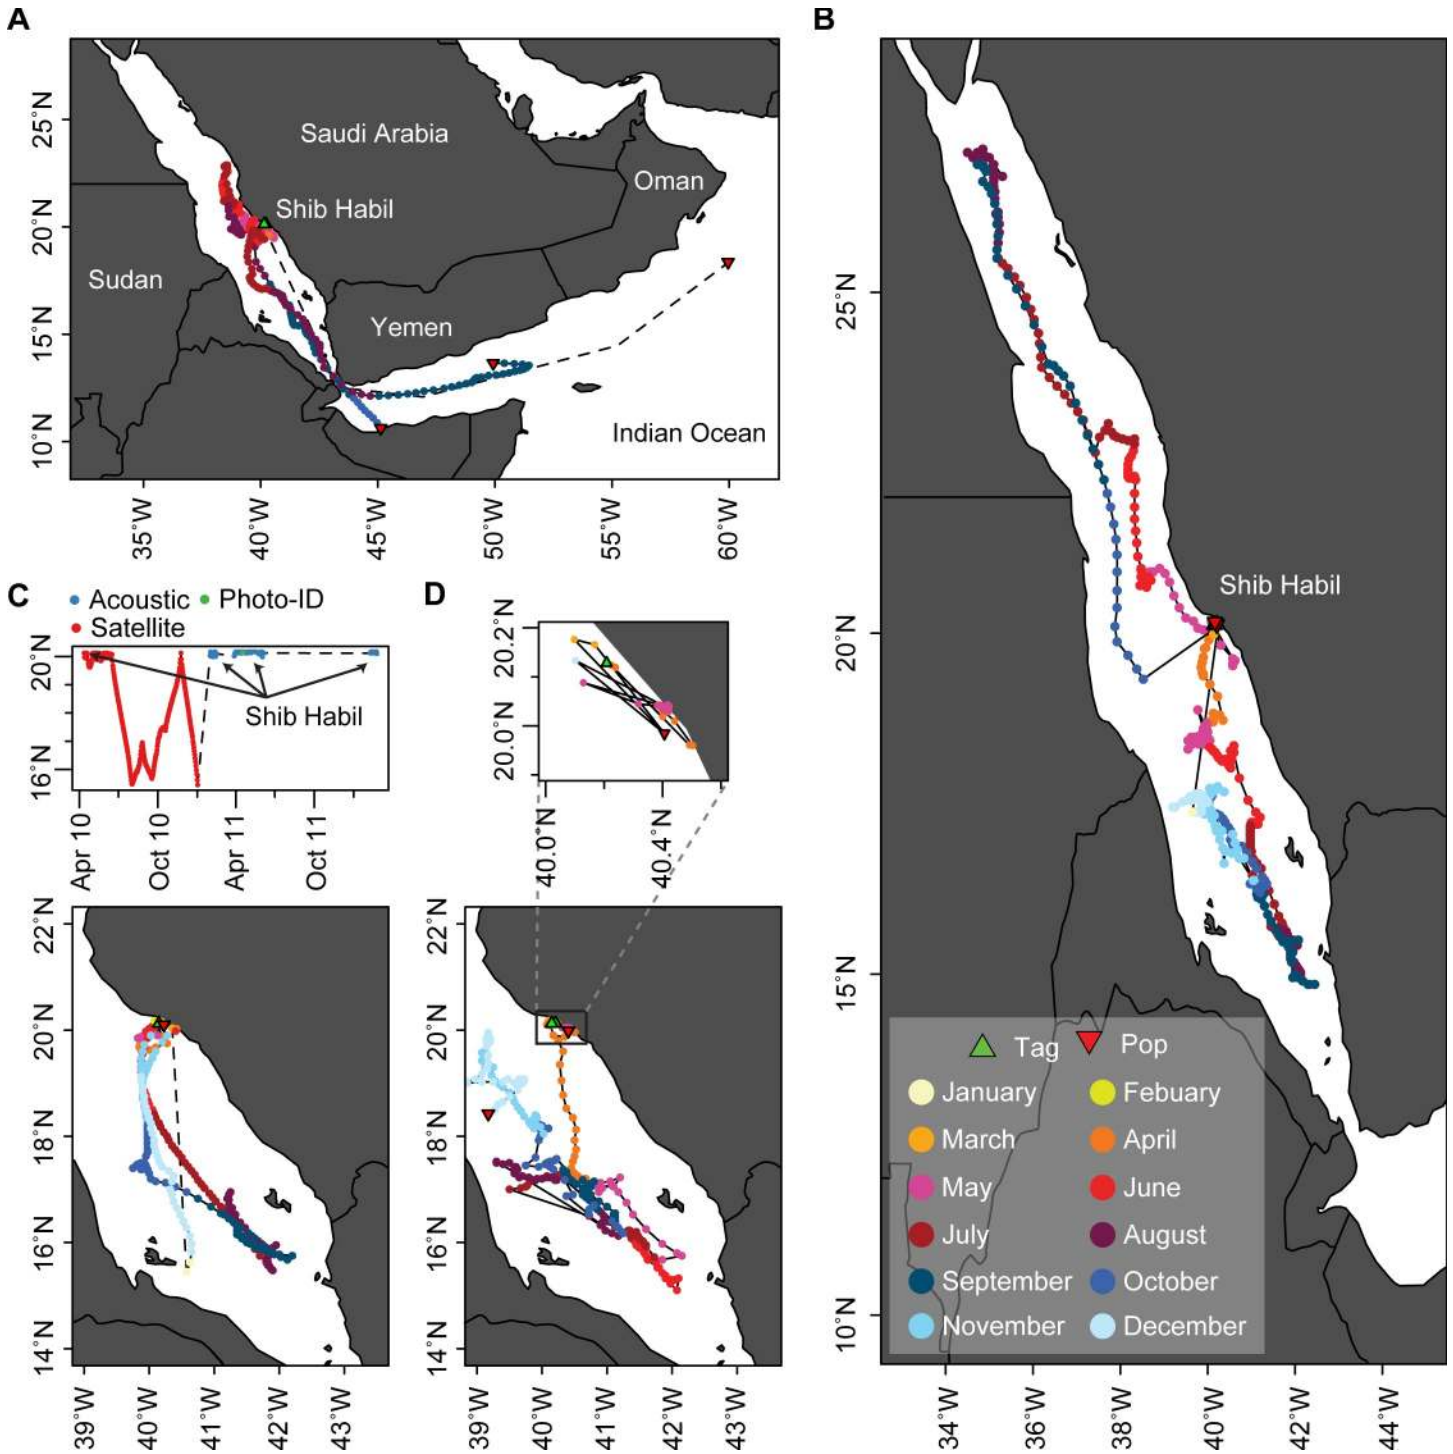 A
B
25°N
20°N
15°N
10°N
Saudi Arabia
Oman
Shib Habil
Sudan
Yemen
Indian Ocean
35°W
40°W
45°W
50°W
55°W
60°W
25°N
20°N
15°N
10°N
Shib Habil
Tag
Pop
January
Febuary
March
April
May
June
July
August
September
October
November
December
34°W
36°W
38°W
40°W
42°W
44°W
C
Acoustic
Photo-ID
Satellite
20°N
16°N
Shib Habil
Apr 10
Oct 10
Apr 11
Oct 11
22°N
20°N
18°N
16°N
14°N
39°W
40°W
41°W
42°W
43°W
D
20.2°N
20.0°N
40.0°N
40.4°N
22°N
20°N
18°N
16°N
14°N
39°W
40°W
41°W
42°W
43°W